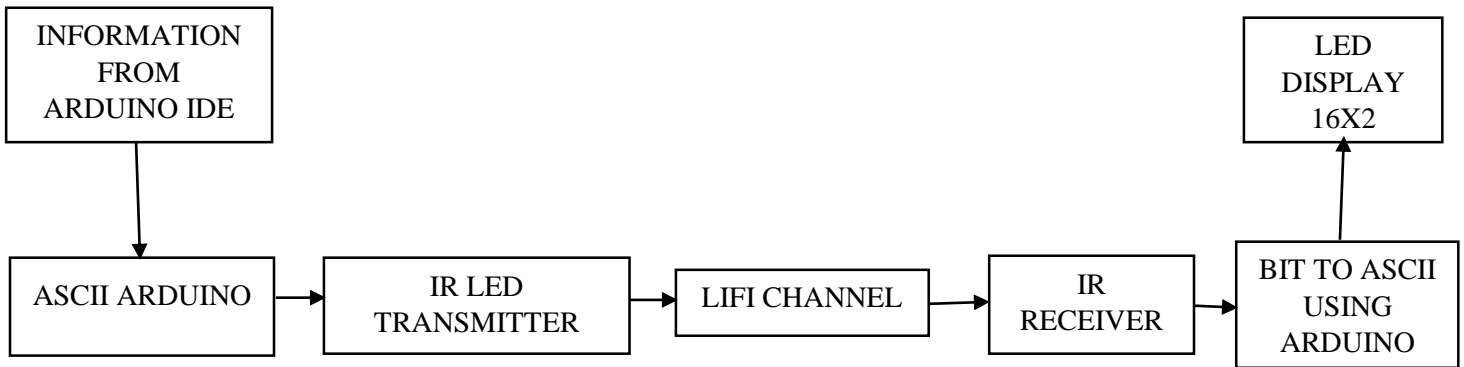 INFORMATION
FROM
ARDUINO IDE
LED
DISPLAY
16X2
ASCII ARDUINO
IR LED
TRANSMITTER
LIFI CHANNEL
IR
RECEIVER
BIT TO ASCII
USING
ARDUINO